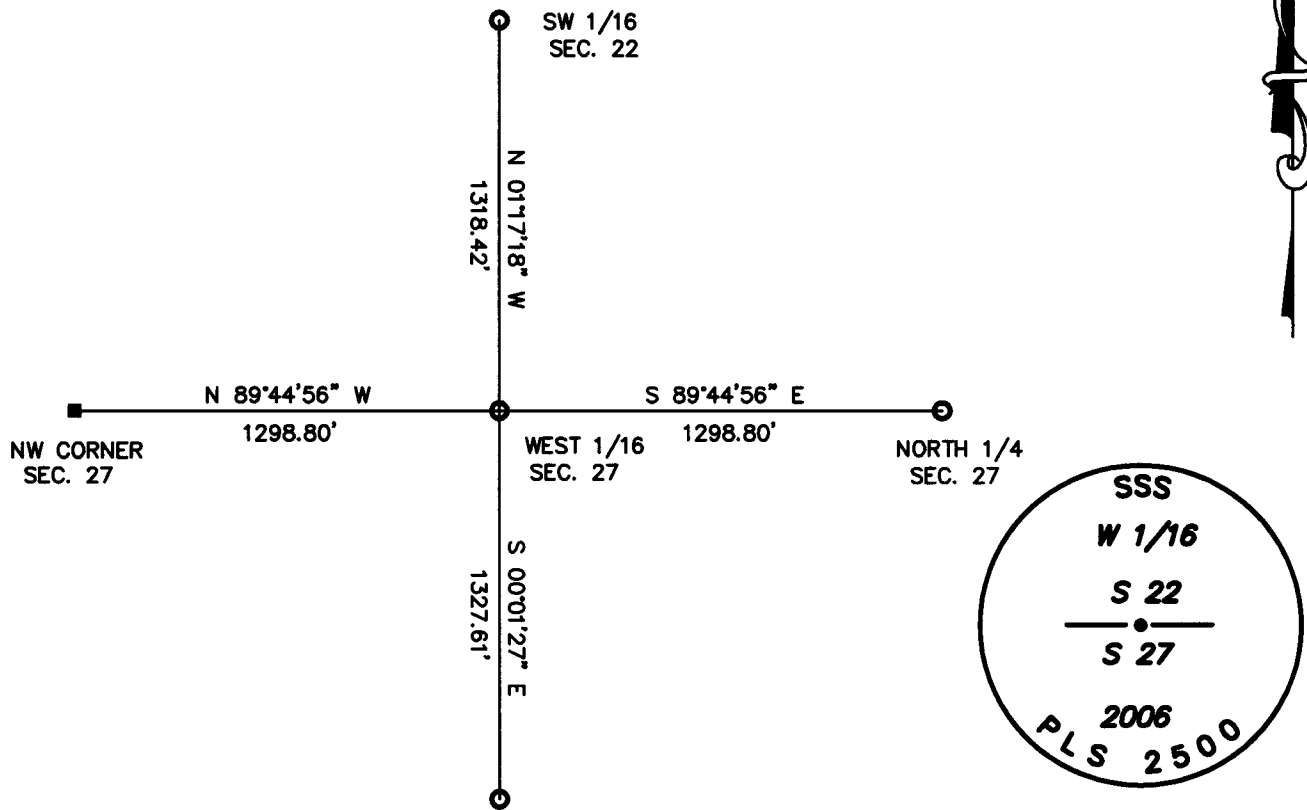 SW 1/16
SEC. 22
N 01°17'18" W
1318.42'
N 89°44'56" W
1298.80'
S 89°44'56" E
1298.80'
NW CORNER
SEC. 27
WEST 1/16
SEC. 27
NORTH 1/4
SEC. 27
S 00°01'27" E
1327.61'
SSS
W 1/16
S 22
S 27
2006
PLS 2500